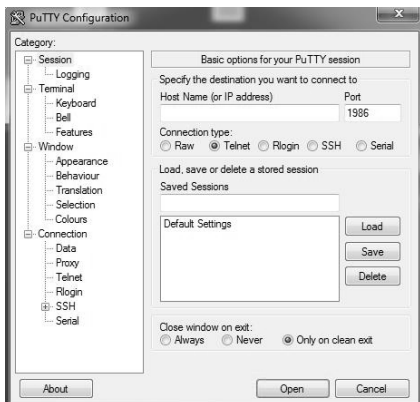 PuTTY Configuration
Category:
Session
Logging
Terminal
Keyboard
Bell
Features
Window
Appearance
Behaviour
Translation
Selection
Colours
Connection
Data
Proxy
Telnet
Rlogin
SSH
Serial
Basic options for your PuTTY session
Specify the destination you want to connect to
Host Name (or IP address) Port
1986
Connection type:
Raw Telnet Rlogin SSH Serial
Load, save or delete a stored session
Saved Sessions
Default Settings
Load
Save
Delete
Close window on exit:
Always Never Only on clean exit
About Open Cancel